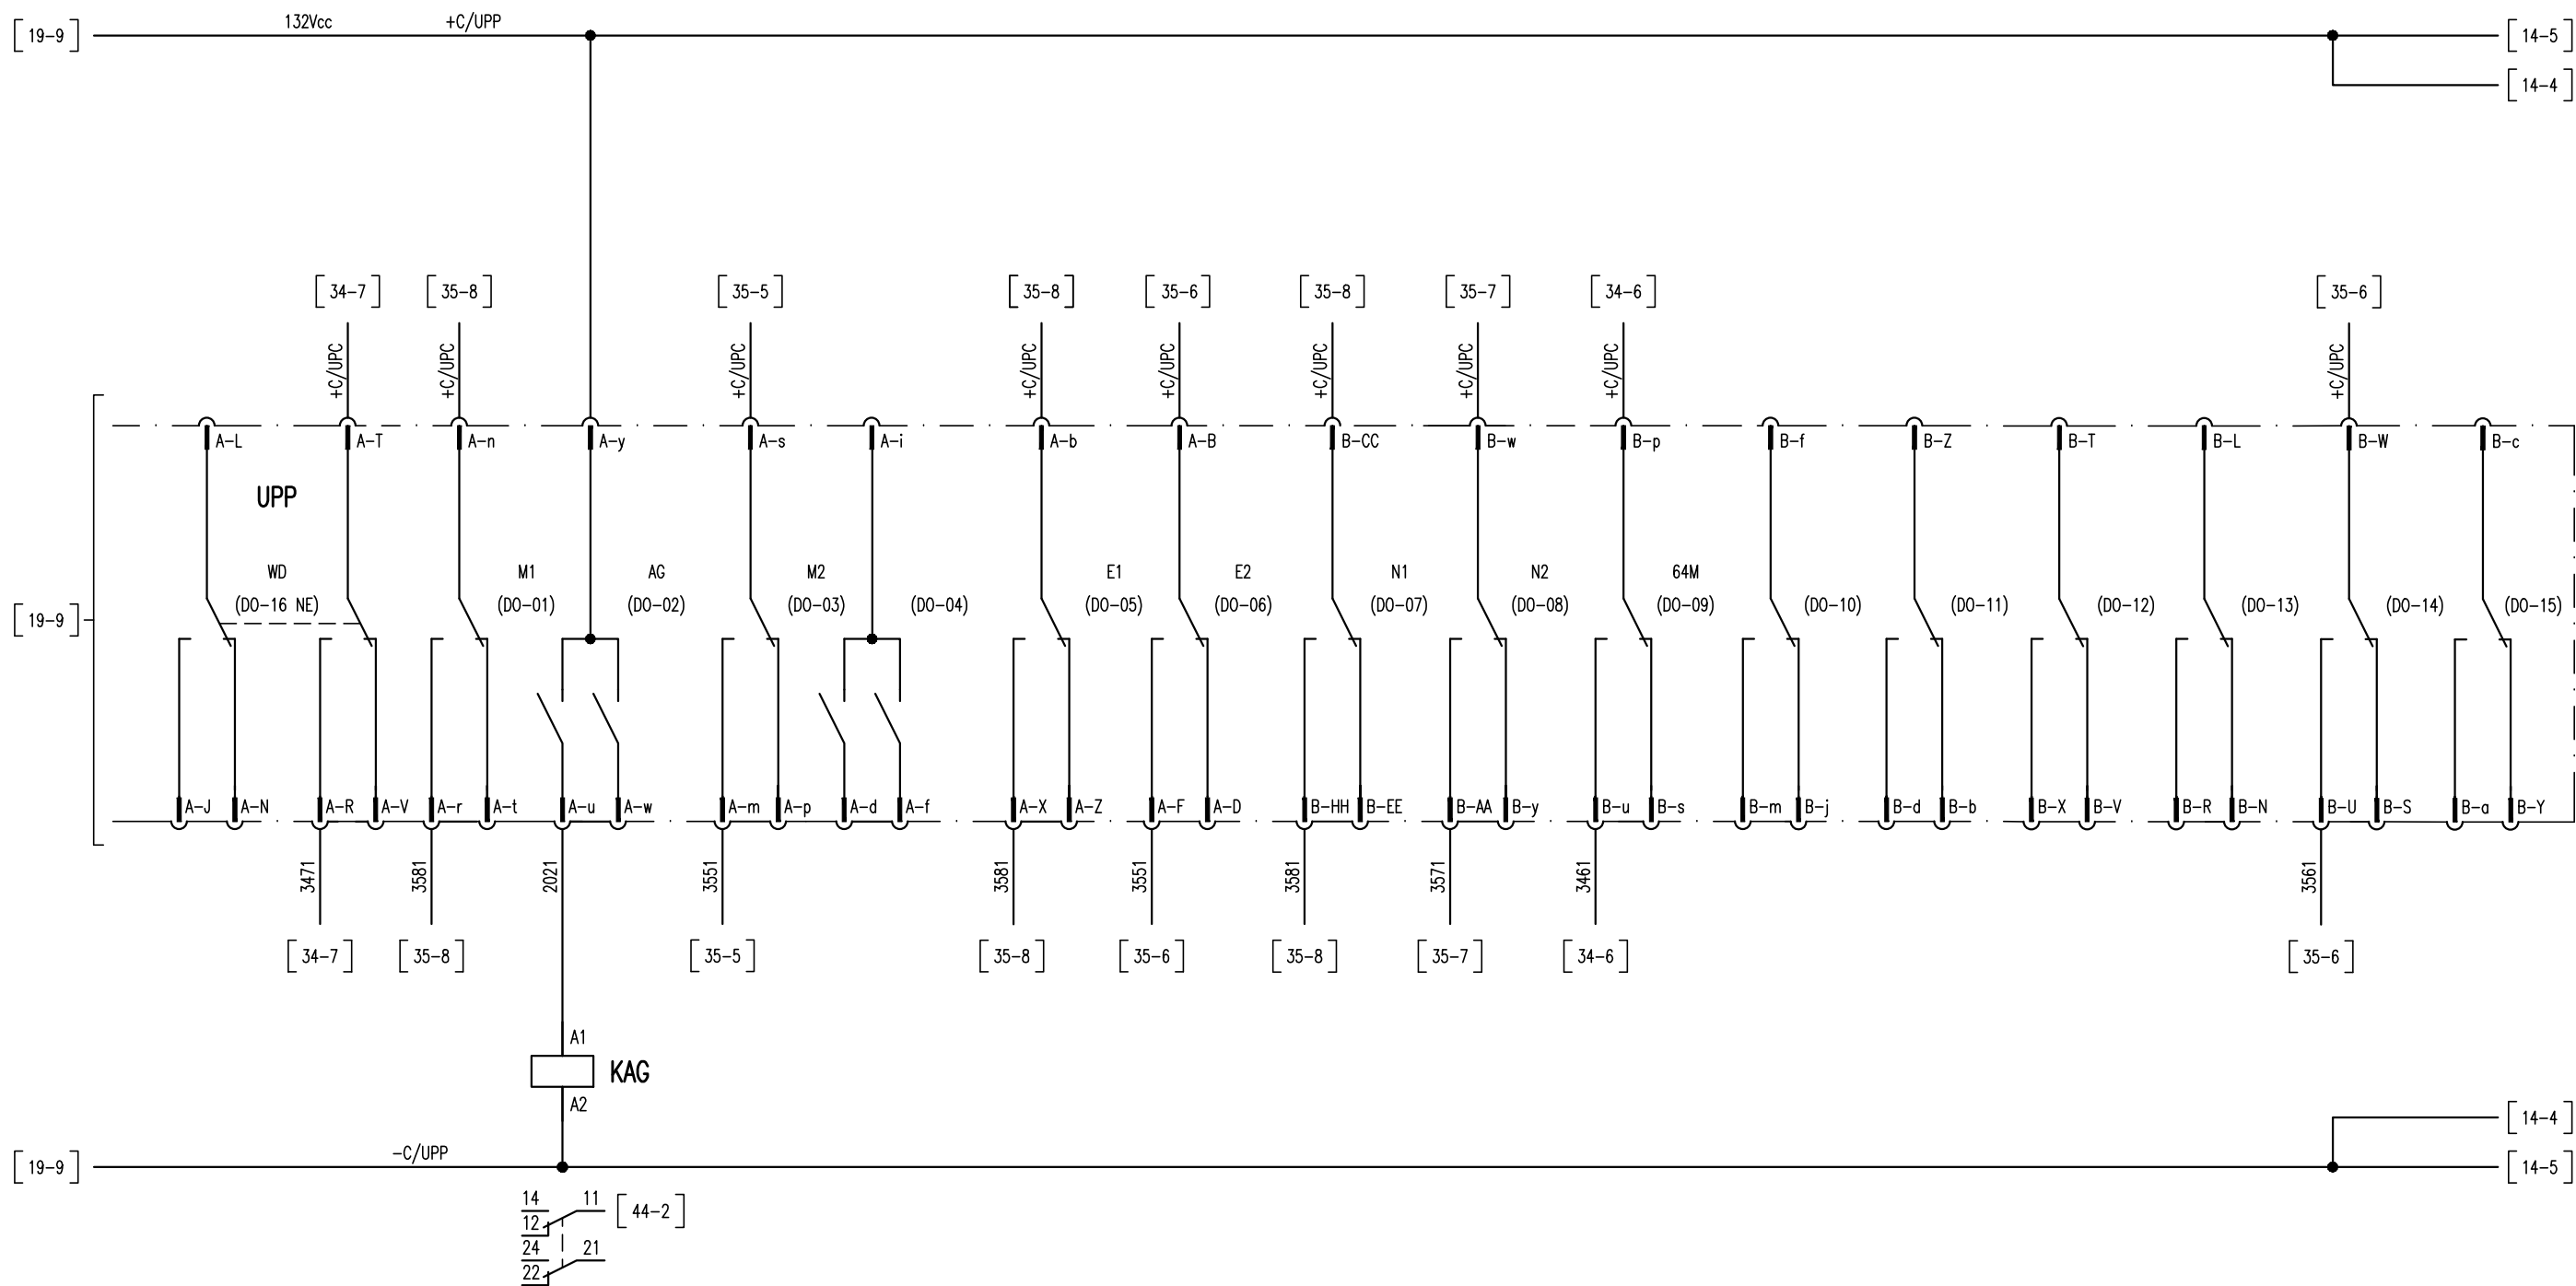 132Vcc +C/UPP
[19-9] [14-5]
[14-4]
[34-7] [35-8] [35-5] [35-8] [35-6] [35-8] [35-7] [34-6] [35-6]
+C/UPC +C/UPC +C/UPC +C/UPC +C/UPC +C/UPC +C/UPC +C/UPC +C/UPC
A-L A-T A-n A-y A-s A-i A-b A-B B-CC B-w B-p B-f B-Z B-T B-L B-W B-c
UPP
WD M1 AG M2 E1 E2 N1 N2 64M
(DO-16 NE) (DO-01) (DO-02) (DO-03) (DO-04) (DO-05) (DO-06) (DO-07) (DO-08) (DO-09) (DO-10) (DO-11) (DO-12) (DO-13) (DO-14) (DO-15)
[19-9]
A-J A-N A-R A-V A-r A-t A-u A-w A-m A-p A-d A-f A-X A-Z A-F A-D B-HH B-EE B-AA B-y B-u B-s B-m B-j B-d B-b B-X B-V B-R B-N B-U B-S B-a B-Y
3471 3581 2021 3551 3581 3551 3581 3571 3461 3561
[34-7] [35-8] [35-5] [35-8] [35-6] [35-8] [35-7] [34-6] [35-6]
A1
KAG
A2
[14-4]
-C/UPP
[19-9] [14-5]
14 11 [44-2]
12
24 21
22